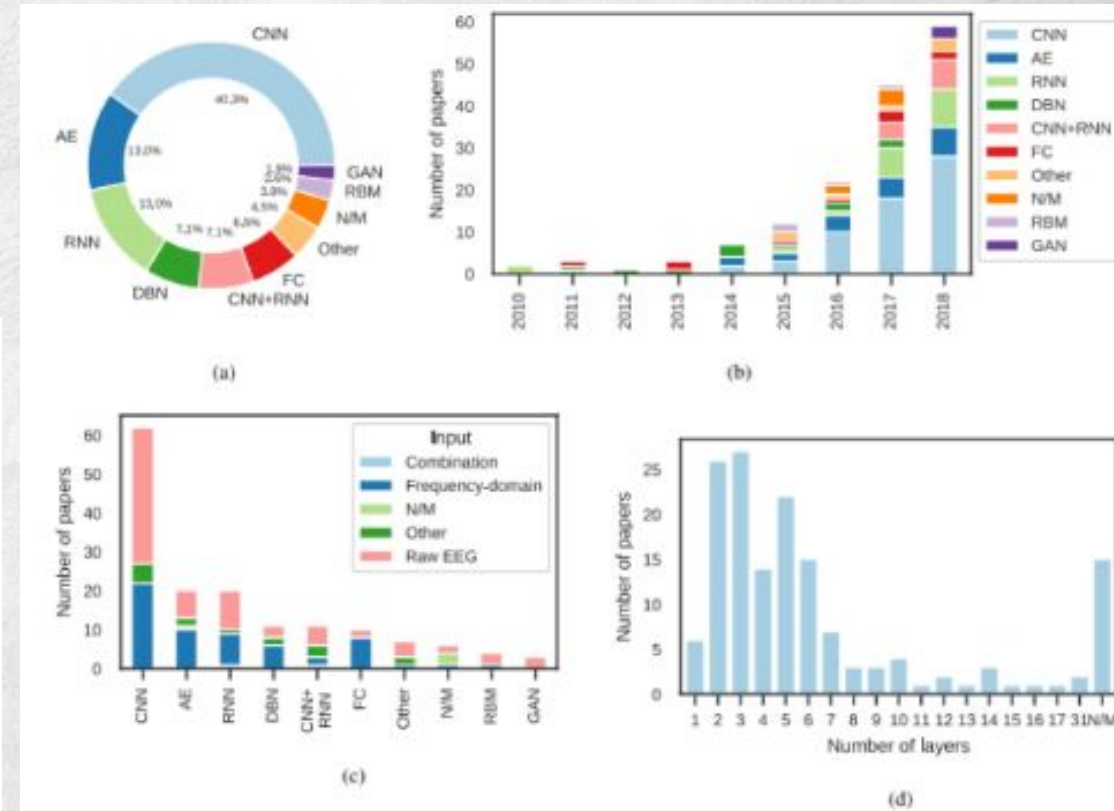 CNN
40.3%
AE
13.0%
RNN
13.0%
DBN
7.1%
CNN+RNN
7.1%
FC
Other
4.5%
N/M
RBM
GAN
(a)
Number of papers
60
50
40
30
20
10
0
2010
2011
2012
2013
2014
2015
2016
2017
2018
CNN
AE
RNN
DBN
CNN+RNN
FC
Other
N/M
RBM
GAN
(b)
Number of papers
60
50
40
30
20
10
0
Input
Combination
Frequency-domain
N/M
Other
Raw EEG
CNN
AE
RNN
DBN
CNN+
RNN
FC
Other
N/M
RBM
GAN
(c)
Number of papers
25
20
15
10
5
0
1 2 3 4 5 6 7 8 9 10 11 12 13 14 15 16 17 31N/M
Number of layers
(d)